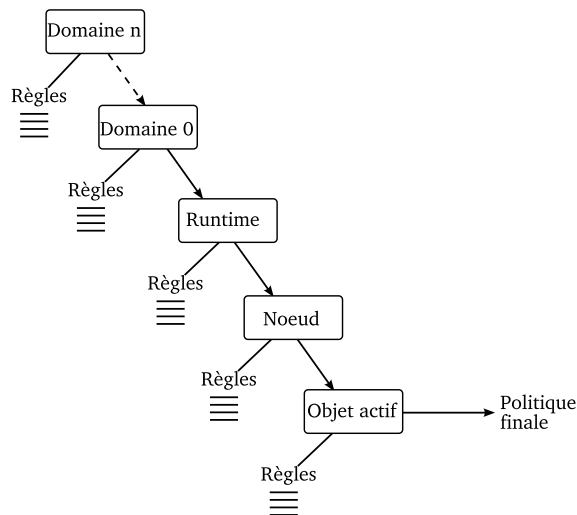 Domaine n
Règles
Domaine 0
Règles
Runtime
Règles
Noeud
Règles
Objet actif
Politique
finale
Règles